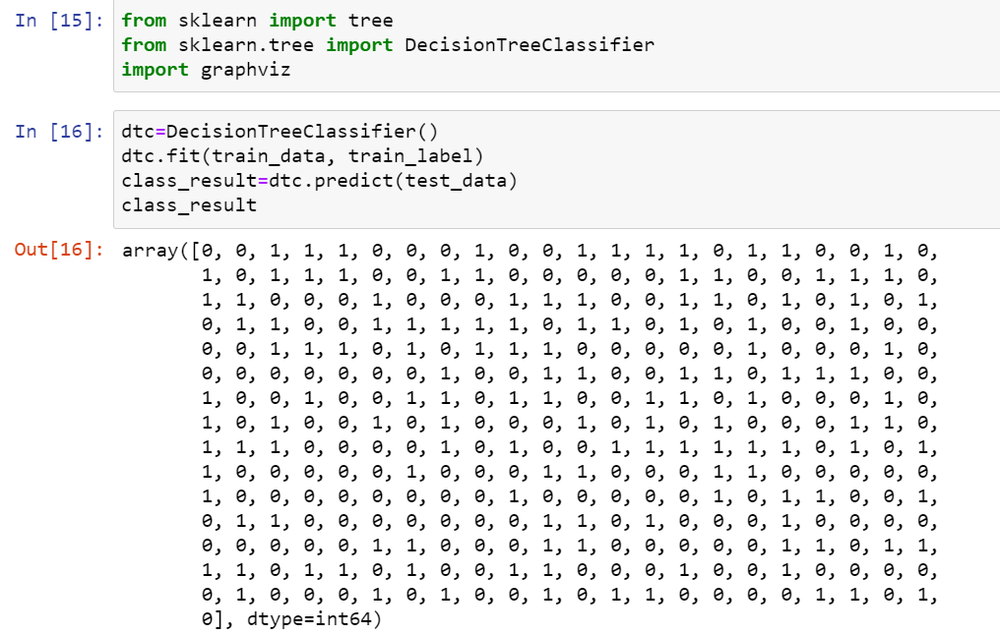 In [15]: from sklearn import tree
from sklearn.tree import DecisionTreeClassifier
import graphviz
In [16]: dtc=DecisionTreeClassifier()
dtc.fit(train_data, train_label)
class_result=dtc.predict(test_data)
class_result
Out[16]: array([0, 0, 1, 1, 1, 0, 0, 0, 1, 0, 0, 1, 1, 1, 1, 0, 1, 1, 0, 0, 1, 0,
1, 0, 1, 1, 1, 0, 0, 1, 1, 0, 0, 0, 0, 0, 1, 1, 0, 0, 1, 1, 1, 0,
1, 1, 0, 0, 0, 1, 0, 0, 0, 1, 1, 1, 0, 0, 1, 1, 0, 1, 0, 1, 0, 1,
0, 1, 1, 0, 0, 1, 1, 1, 1, 1, 0, 1, 1, 0, 1, 0, 1, 0, 0, 1, 0, 0,
0, 0, 1, 1, 1, 0, 1, 0, 1, 1, 1, 0, 0, 0, 0, 0, 1, 0, 0, 0, 1, 0,
0, 0, 0, 0, 0, 0, 0, 1, 0, 0, 1, 1, 0, 0, 1, 1, 0, 1, 1, 1, 0, 0,
1, 0, 0, 1, 0, 0, 1, 1, 0, 1, 1, 0, 0, 1, 1, 0, 1, 0, 0, 0, 1, 0,
1, 0, 1, 0, 0, 1, 0, 1, 0, 0, 0, 1, 0, 1, 0, 1, 0, 0, 0, 1, 1, 0,
1, 1, 1, 0, 0, 0, 0, 1, 0, 1, 0, 0, 1, 1, 1, 1, 1, 1, 0, 1, 0, 1,
1, 0, 0, 0, 0, 0, 1, 0, 0, 0, 1, 1, 0, 0, 0, 1, 1, 0, 0, 0, 0, 0,
1, 0, 0, 0, 0, 0, 0, 0, 0, 1, 0, 0, 0, 0, 0, 1, 0, 1, 1, 0, 0, 1,
0, 1, 1, 0, 0, 0, 0, 0, 0, 0, 1, 1, 0, 1, 0, 0, 0, 1, 0, 0, 0, 0,
0, 0, 0, 0, 0, 1, 1, 0, 0, 0, 1, 1, 0, 0, 0, 0, 0, 1, 1, 0, 1, 1,
1, 1, 0, 1, 1, 0, 1, 0, 0, 1, 1, 0, 0, 0, 1, 0, 0, 1, 0, 0, 0, 0,
0, 1, 0, 0, 0, 1, 0, 1, 0, 0, 1, 0, 1, 1, 0, 0, 0, 0, 1, 1, 0, 1,
0], dtype=int64)